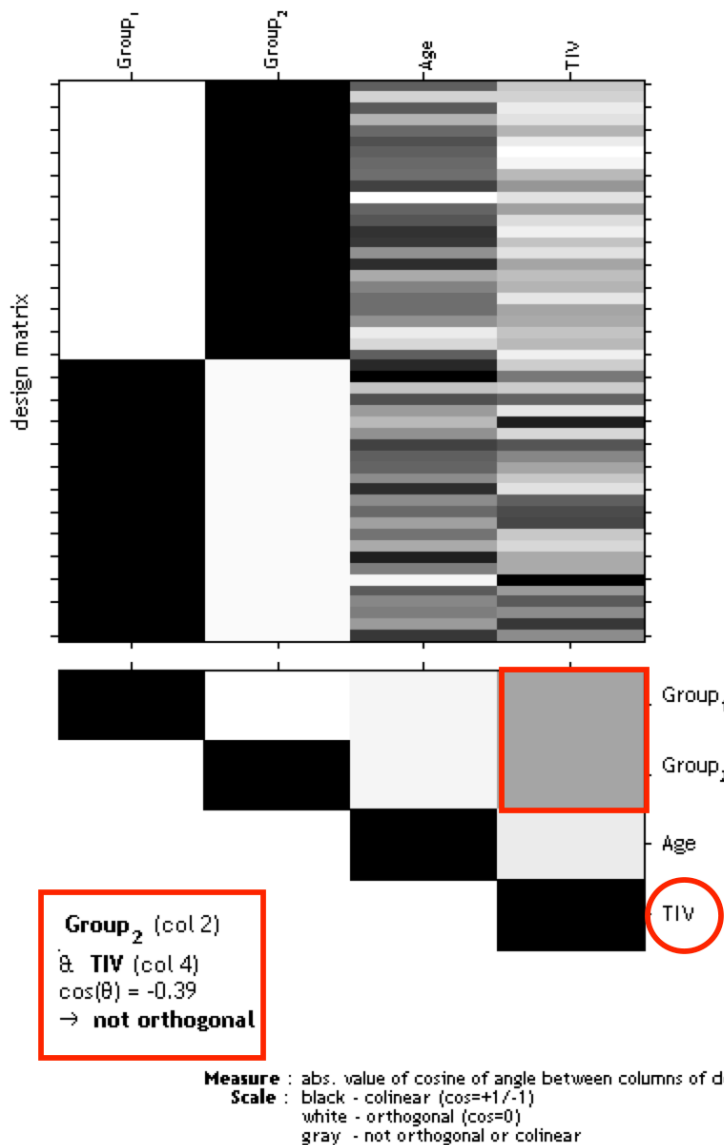 Group₁
Group₂
Age
TIV
design matrix
Group₁
Group₂
Age
TIV
Group₂ (col 2)
& TIV (col 4)
cos(θ) = -0.39
→ not orthogonal
Measure : abs. value of cosine of angle between columns of d
Scale : black - colinear (cos=+1/-1)
white - orthogonal (cos=0)
gray - not orthogonal or colinear